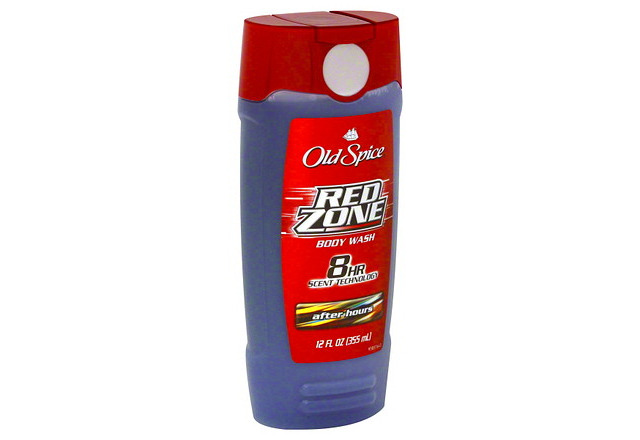 Old Spice
RED
ZONE
BODY WASH
8HR
SCENT TECHNOLOGY
after hours
12 FL OZ (355 mL)